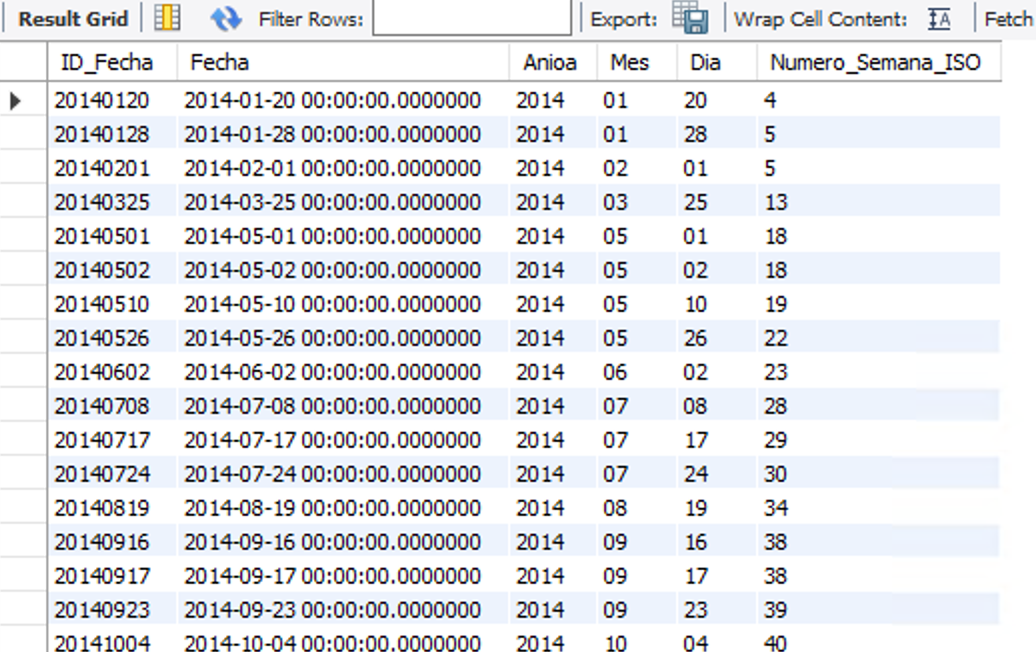 Result Grid Filter Rows: Export: Wrap Cell Content: Fetch
ID_Fecha Fecha Anioa Mes Dia Numero_Semana_ISO
20140120 2014-01-20 00:00:00.0000000 2014 01 20 4
20140128 2014-01-28 00:00:00.0000000 2014 01 28 5
20140201 2014-02-01 00:00:00.0000000 2014 02 01 5
20140325 2014-03-25 00:00:00.0000000 2014 03 25 13
20140501 2014-05-01 00:00:00.0000000 2014 05 01 18
20140502 2014-05-02 00:00:00.0000000 2014 05 02 18
20140510 2014-05-10 00:00:00.0000000 2014 05 10 19
20140526 2014-05-26 00:00:00.0000000 2014 05 26 22
20140602 2014-06-02 00:00:00.0000000 2014 06 02 23
20140708 2014-07-08 00:00:00.0000000 2014 07 08 28
20140717 2014-07-17 00:00:00.0000000 2014 07 17 29
20140724 2014-07-24 00:00:00.0000000 2014 07 24 30
20140819 2014-08-19 00:00:00.0000000 2014 08 19 34
20140916 2014-09-16 00:00:00.0000000 2014 09 16 38
20140917 2014-09-17 00:00:00.0000000 2014 09 17 38
20140923 2014-09-23 00:00:00.0000000 2014 09 23 39
20141004 2014-10-04 00:00:00.0000000 2014 10 04 40